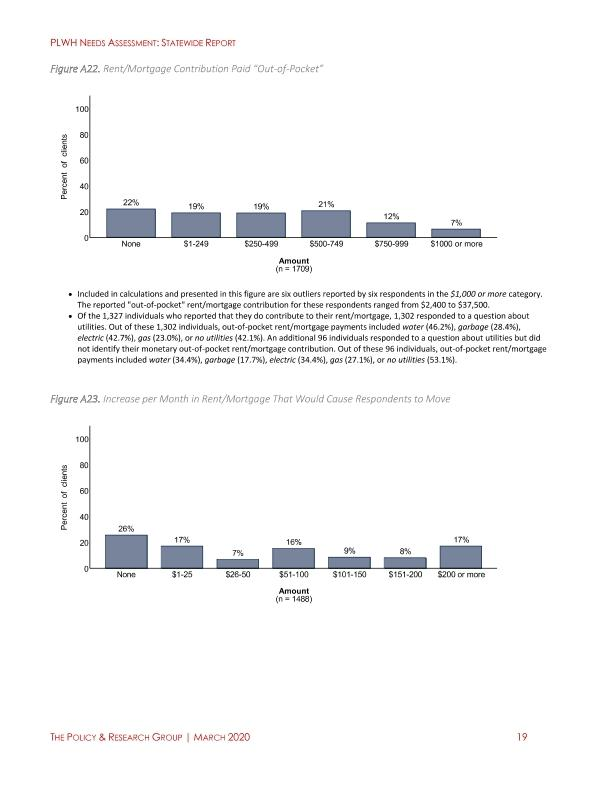 PLWH NEEDS ASSESSMENT: STATEWIDE REPORT
Figure A22. Rent/Mortgage Contribution Paid "Out-of-Pocket"
Percent of clients
100
80
60
40
20
0
22%
19%
19%
21%
12%
7%
None
$1-249
$250-499
$500-749
$750-999
$1000 or more
Amount
(n = 1709)
• Included in calculations and presented in this figure are six outliers reported by six respondents in the $1,000 or more category.
The reported "out-of-pocket" rent/mortgage contribution for these respondents ranged from $2,400 to $37,500.
• Of the 1,327 individuals who reported that they do contribute to their rent/mortgage, 1,302 responded to a question about
utilities. Out of these 1,302 individuals, out-of-pocket rent/mortgage payments included water (46.2%), garbage (28.4%),
electric (42.7%), gas (23.0%), or no utilities (42.1%). An additional 96 individuals responded to a question about utilities but did
not identify their monetary out-of-pocket rent/mortgage contribution. Out of these 96 individuals, out-of-pocket rent/mortgage
payments included water (34.4%), garbage (17.7%), electric (34.4%), gas (27.1%), or no utilities (53.1%).
Figure A23. Increase per Month in Rent/Mortgage That Would Cause Respondents to Move
Percent of clients
100
80
60
40
20
0
26%
17%
7%
16%
9%
8%
17%
None
$1-25
$26-50
$51-100
$101-150
$151-200
$200 or more
Amount
(n = 1488)
THE POLICY & RESEARCH GROUP | MARCH 2020
19